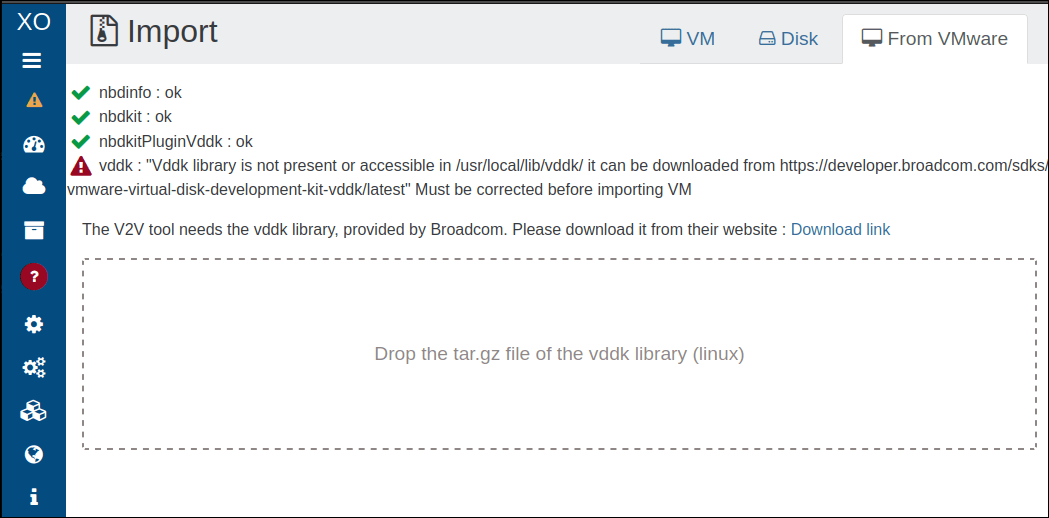 XO
Import
VM
Disk
From VMware
nbdinfo : ok
nbdkit : ok
nbdkitPluginVddk : ok
vddk : "Vddk library is not present or accessible in /usr/local/lib/vddk/ it can be downloaded from https://developer.broadcom.com/sdks/
vmware-virtual-disk-development-kit-vddk/latest" Must be corrected before importing VM
The V2V tool needs the vddk library, provided by Broadcom. Please download it from their website : Download link
Drop the tar.gz file of the vddk library (linux)